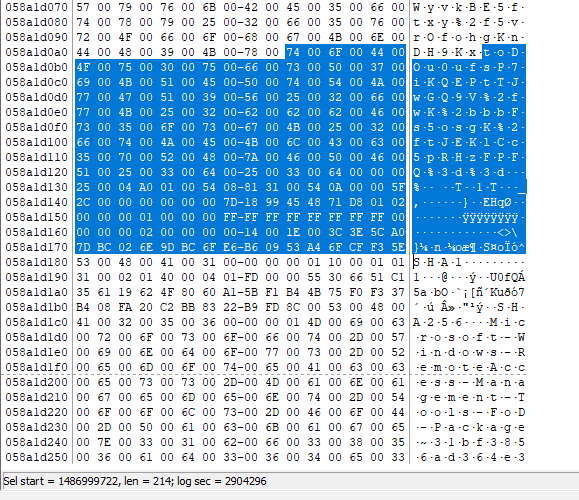 058a1d070 57 00 79 00 76 00 6B 00-42 00 45 00 35 00 66 00 W·y·v·k·B·E·5·f·
058a1d080 74 00 78 00 79 00 25 00-32 00 66 00 35 00 76 00 t·x·y·%·2·f·5·v·
058a1d090 72 00 4F 00 66 00 6F 00-68 00 67 00 4B 00 6E 00 r·O·f·o·h·g·K·n·
058a1d0a0 44 00 48 00 39 00 4B 00-78 00 74 00 6F 00 44 00 D·H·9·K·x·t·o·D·
058a1d0b0 4F 00 75 00 30 00 75 00-66 00 73 00 50 00 37 00 O·u·0·u·f·s·P·7·
058a1d0c0 69 00 4B 00 51 00 45 00-50 00 74 00 54 00 4A 00 i·K·Q·E·P·t·T·J·
058a1d0d0 77 00 47 00 51 00 39 00-56 00 25 00 32 00 66 00 w·G·Q·9·V·%·2·f·
058a1d0e0 77 00 4B 00 25 00 32 00-62 00 62 00 62 00 46 00 w·K·%·2·b·b·b·F·
058a1d0f0 73 00 35 00 6F 00 73 00-67 00 4B 00 25 00 32 00 s·5·o·s·g·K·%·2·
058a1d100 66 00 74 00 4A 00 45 00-4B 00 6C 00 43 00 63 00 f·t·J·E·K·l·C·c·
058a1d110 35 00 70 00 52 00 48 00-7A 00 46 00 50 00 46 00 5·p·R·H·z·F·P·F·
058a1d120 51 00 25 00 33 00 64 00-25 00 33 00 64 00 00 00 Q·%·3·d·%·3·d···
058a1d130 25 00 04 A0 01 00 54 08-81 31 00 54 0A 00 00 5F %·····T··1·T···_
058a1d140 2C 00 00 00 00 00 00 7D-18 99 45 48 71 D8 01 02 ,······}··EHqØ··
058a1d150 00 00 00 01 00 00 00 FF-FF FF FF FF FF FF FF 00 ·······ÿÿÿÿÿÿÿÿ·
058a1d160 00 00 00 02 00 00 00 00-14 00 1E 00 3C 3E 5C A0 ············<>\
058a1d170 7D BC 02 6E 9D BC 6F E6-B6 09 53 A4 6F CF F3 5E }¼·n·¼oæ¶·S¤oÏó^
058a1d180 53 00 48 00 41 00 31 00-00 00 00 01 10 00 01 01 S·H·A·1·········
058a1d190 31 00 02 01 40 00 04 01-FD 00 00 55 30 66 51 C1 1···@···ý··U0fQÁ
058a1d1a0 35 61 19 62 4F 80 60 A1-5B F1 B4 4B 75 F0 F3 37 5a·bO·`¡[ñ´Kuðó7
058a1d1b0 B4 08 FA 20 C2 BB 83 22-B9 FD 8C 00 53 00 48 00 ´·ú Â»·"¹ý··S·H·
058a1d1c0 41 00 32 00 35 00 36 00-00 00 01 4D 00 69 00 63 A·2·5·6····M·i·c
058a1d1d0 00 72 00 6F 00 73 00 6F-00 66 00 74 00 2D 00 57 ·r·o·s·o·f·t·-·W
058a1d1e0 00 69 00 6E 00 64 00 6F-00 77 00 73 00 2D 00 52 ·i·n·d·o·w·s·-·R
058a1d1f0 00 65 00 6D 00 6F 00 74-00 65 00 41 00 63 00 63 ·e·m·o·t·e·A·c·c
058a1d200 00 65 00 73 00 73 00 2D-00 4D 00 61 00 6E 00 61 ·e·s·s·-·M·a·n·a
058a1d210 00 67 00 65 00 6D 00 65-00 6E 00 74 00 2D 00 54 ·g·e·m·e·n·t·-·T
058a1d220 00 6F 00 6F 00 6C 00 73-00 2D 00 46 00 6F 00 44 ·o·o·l·s·-·F·o·D
058a1d230 00 2D 00 50 00 61 00 63-00 6B 00 61 00 67 00 65 ·-·P·a·c·k·a·g·e
058a1d240 00 7E 00 33 00 31 00 62-00 66 00 33 00 38 00 35 ·~·3·1·b·f·3·8·5
058a1d250 00 36 00 61 00 64 00 33-00 36 00 34 00 65 00 33 ·6·a·d·3·6·4·e·3
Sel start = 1486999722, len = 214; log sec = 2904296